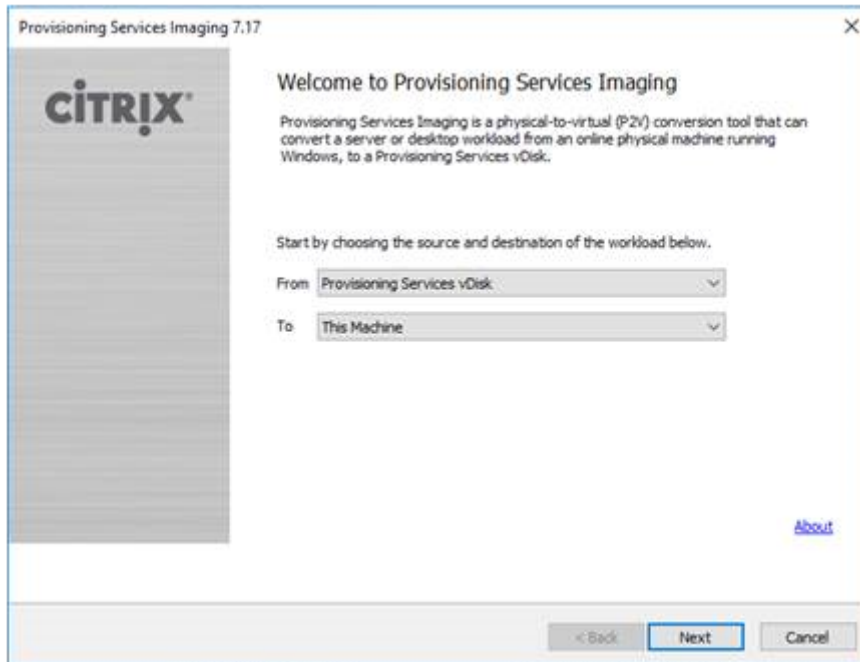 Provisioning Services Imaging 7.17
CİTRIX
Welcome to Provisioning Services Imaging
Provisioning Services Imaging is a physical-to-virtual (P2V) conversion tool that can
convert a server or desktop workload from an online physical machine running
Windows, to a Provisioning Services vDisk.
Start by choosing the source and destination of the workload below.
From Provisioning Services vDisk
To This Machine
About
< Back Next Cancel